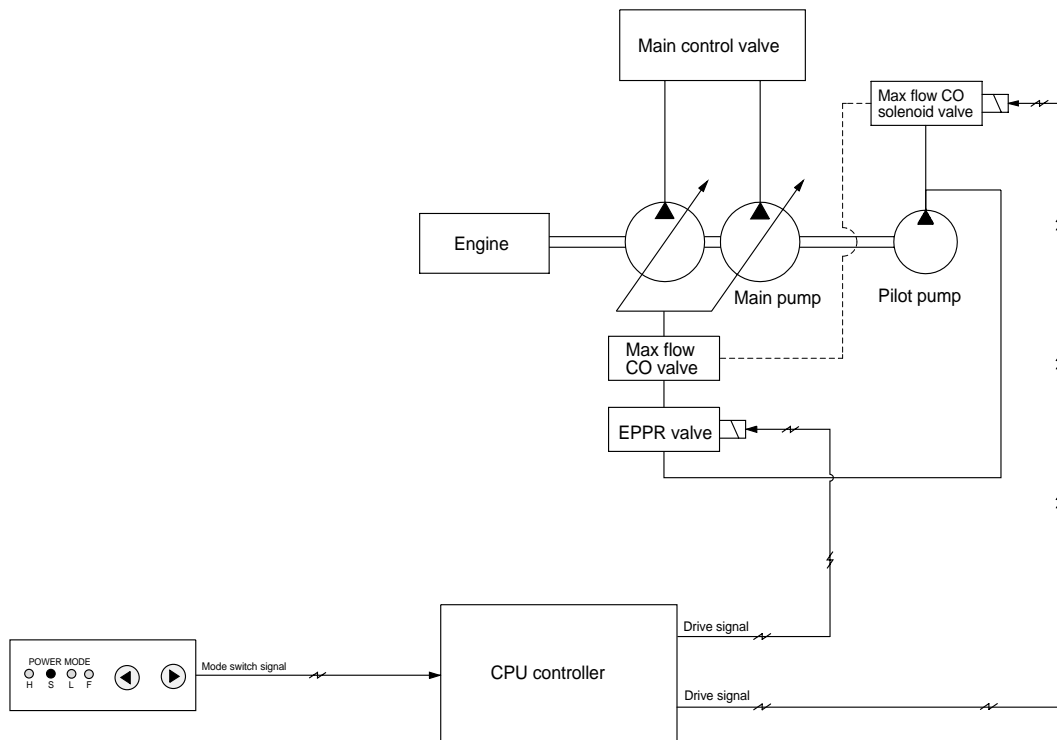 Main control valve
Max flow CO
solenoid valve
Engine
Main pump
Pilot pump
Max flow
CO valve
EPPR valve
Drive signal
POWER MODE
H S L F
Mode switch signal
CPU controller
Drive signal